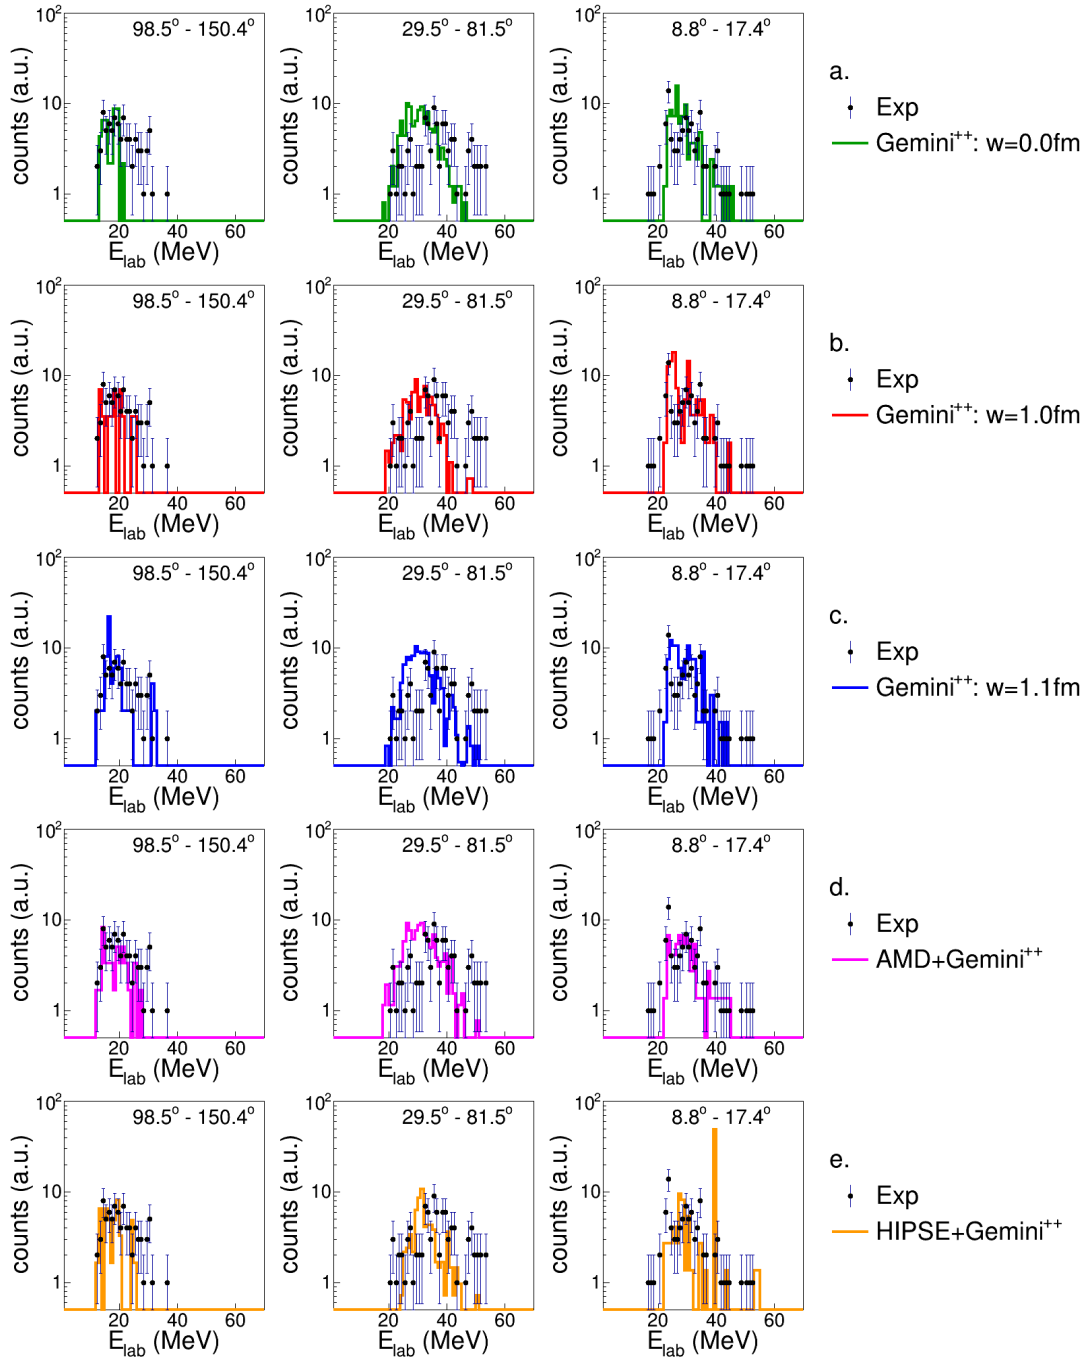 10²
98.5° - 150.4°
10
1
counts (a.u.)
20 40 60
E_lab (MeV)
10²
29.5° - 81.5°
10
1
counts (a.u.)
20 40 60
E_lab (MeV)
10²
8.8° - 17.4°
10
1
counts (a.u.)
20 40 60
E_lab (MeV)
a.
Exp
Gemini⁺⁺: w=0.0fm
10²
98.5° - 150.4°
10
1
counts (a.u.)
20 40 60
E_lab (MeV)
10²
29.5° - 81.5°
10
1
counts (a.u.)
20 40 60
E_lab (MeV)
10²
8.8° - 17.4°
10
1
counts (a.u.)
20 40 60
E_lab (MeV)
b.
Exp
Gemini⁺⁺: w=1.0fm
10²
98.5° - 150.4°
10
1
counts (a.u.)
20 40 60
E_lab (MeV)
10²
29.5° - 81.5°
10
1
counts (a.u.)
20 40 60
E_lab (MeV)
10²
8.8° - 17.4°
10
1
counts (a.u.)
20 40 60
E_lab (MeV)
c.
Exp
Gemini⁺⁺: w=1.1fm
10²
98.5° - 150.4°
10
1
counts (a.u.)
20 40 60
E_lab (MeV)
10²
29.5° - 81.5°
10
1
counts (a.u.)
20 40 60
E_lab (MeV)
10²
8.8° - 17.4°
10
1
counts (a.u.)
20 40 60
E_lab (MeV)
d.
Exp
AMD+Gemini⁺⁺
10²
98.5° - 150.4°
10
1
counts (a.u.)
20 40 60
E_lab (MeV)
10²
29.5° - 81.5°
10
1
counts (a.u.)
20 40 60
E_lab (MeV)
10²
8.8° - 17.4°
10
1
counts (a.u.)
20 40 60
E_lab (MeV)
e.
Exp
HIPSE+Gemini⁺⁺